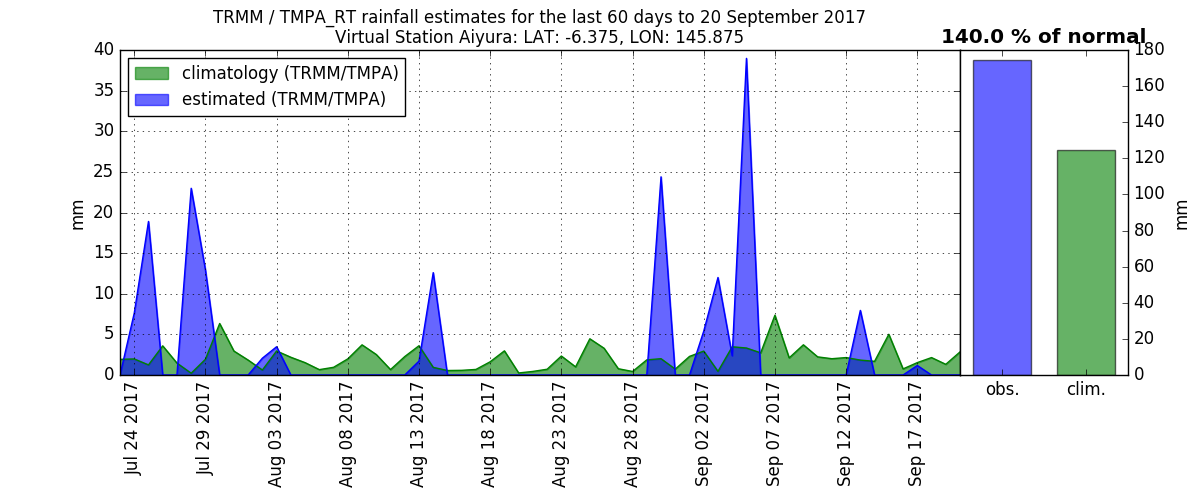 TRMM / TMPA_RT rainfall estimates for the last 60 days to 20 September 2017
Virtual Station Aiyura: LAT: -6.375, LON: 145.875
140.0 % of normal
climatology (TRMM/TMPA)
estimated (TRMM/TMPA)
mm
40
35
30
25
20
15
10
5
0
Jul 24 2017
Jul 29 2017
Aug 03 2017
Aug 08 2017
Aug 13 2017
Aug 18 2017
Aug 23 2017
Aug 28 2017
Sep 02 2017
Sep 07 2017
Sep 12 2017
Sep 17 2017
obs.
clim.
180
160
140
120
100
80
60
40
20
0
mm